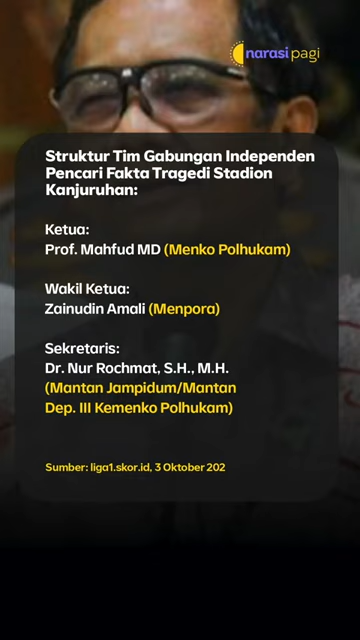 narasi pagi
Struktur Tim Gabungan Independen
Pencari Fakta Tragedi Stadion
Kanjuruhan:
Ketua:
Prof. Mahfud MD (Menko Polhukam)
Wakil Ketua:
Zainudin Amali (Menpora)
Sekretaris:
Dr. Nur Rochmat, S.H., M.H.
(Mantan Jampidum/Mantan
Dep. III Kemenko Polhukam)
Sumber: liga1.skor.id, 3 Oktober 202